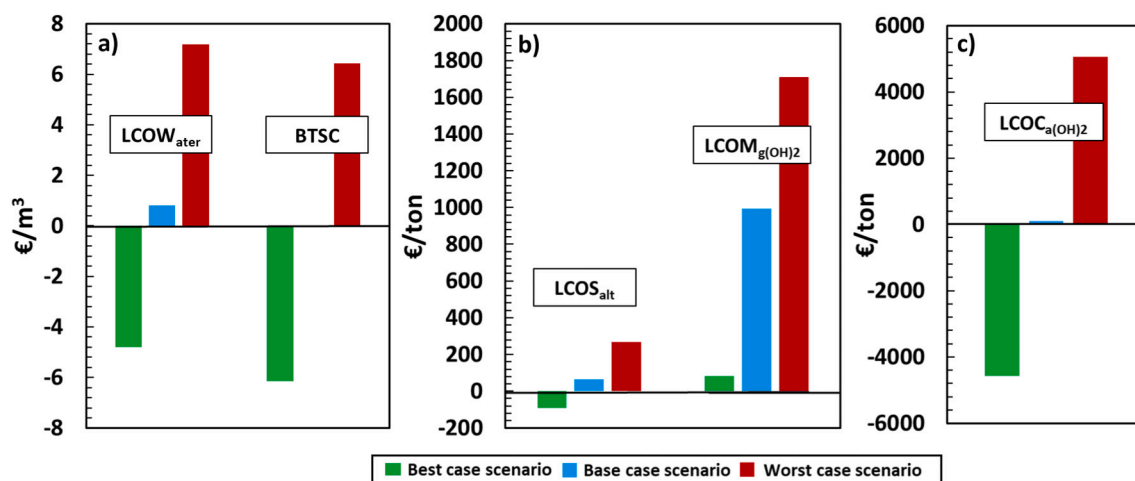 a)
8
6
4
2
0
-2
-4
-6
-8
€/m³
LCOWater
BTSC
b)
2000
1800
1600
1400
1200
1000
800
600
400
200
0
-200
€/ton
LCOSalt
LCOMg(OH)2
c)
6000
4000
2000
0
-2000
-4000
-6000
€/ton
LCOCa(OH)2
Best case scenario Base case scenario Worst case scenario